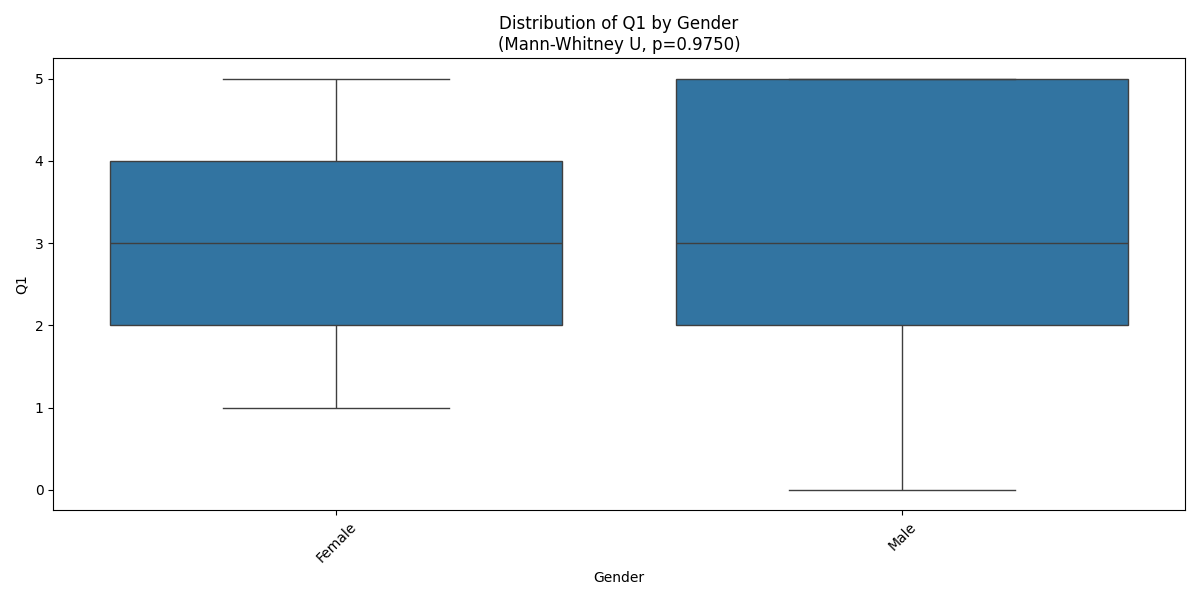 Distribution of Q1 by Gender
(Mann-Whitney U, p=0.9750)
5
4
3
2
1
0
Q1
Female
Male
Gender